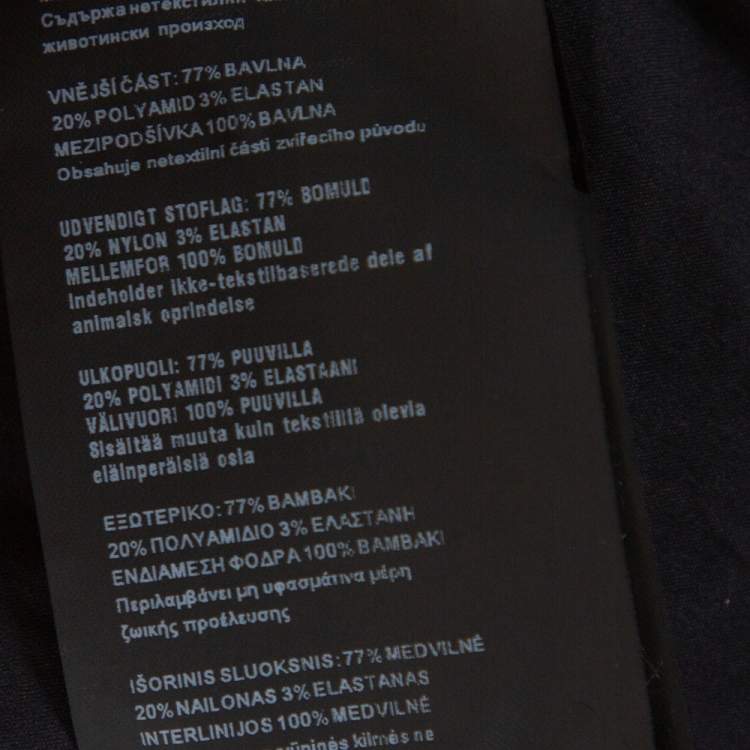 Съдържа нетекстилни
животински произход
VNĚJŠÍ ČÁST: 77% BAVLNA
20% POLYAMID 3% ELASTAN
MEZIPODŠÍVKA 100% BAVLNA
Obsahuje netextilní části zvířecího původu
UDVENDIGT STOFLAG: 77% BOMULD
20% NYLON 3% ELASTAN
MELLEMFOR 100% BOMULD
Indeholder ikke-tekstilbaserede dele af
animalsk oprindelse
ULKOPUOLI: 77% PUUVILLA
20% POLYAMIDI 3% ELASTAANI
VÄLIVUORI 100% PUUVILLA
Sisältää muuta kuin tekstiiliä olevia
eläinperäisiä osia
ΕΞΩΤΕΡΙΚΟ: 77% ΒΑΜΒΑΚΙ
20% ΠΟΛΥΑΜΙΔΙΟ 3% ΕΛΑΣΤΑΝΗ
ΕΝΔΙΑΜΕΣΗ ΦΟΔΡΑ 100% ΒΑΜΒΑΚΙ
Περιλαμβάνει μη υφασμάτινα μέρη
ζωικής προέλευσης
IŠORINIS SLUOKSNIS: 77% MEDVILNĖ
20% NAILONAS 3% ELASTANAS
INTERLINIJOS 100% MEDVILNĖ
kilmės ne